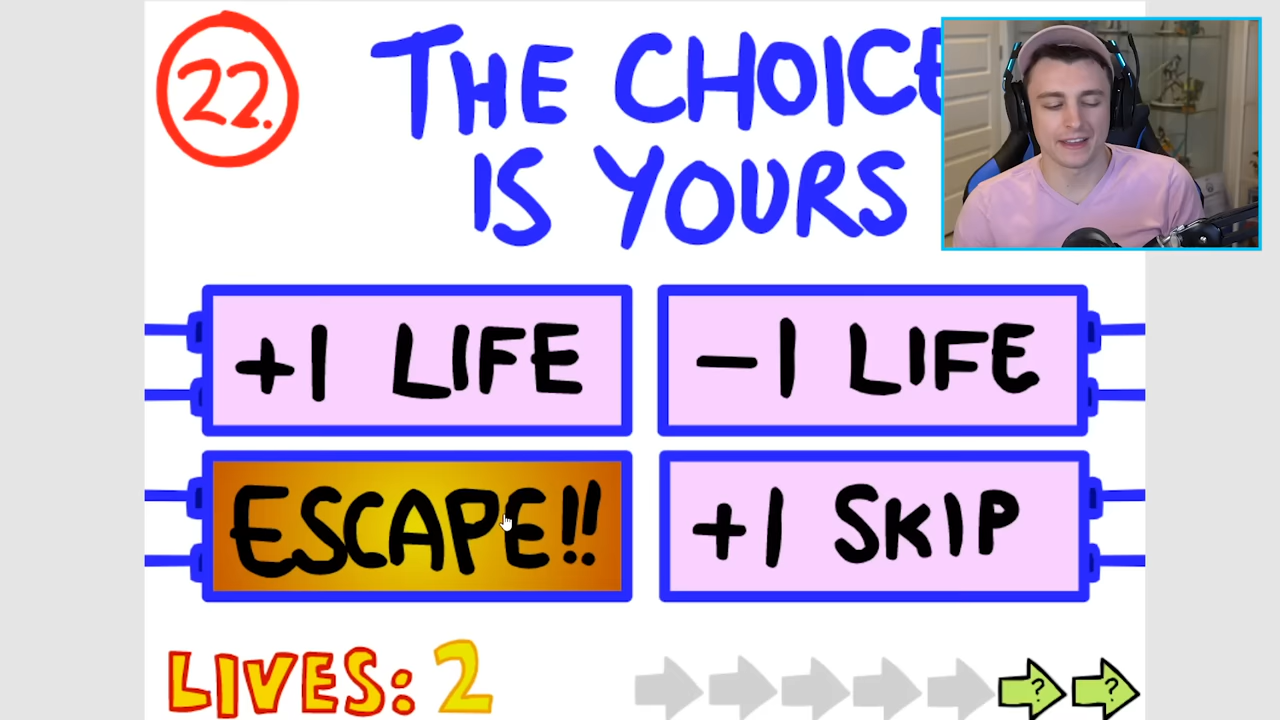 22.
THE CHOICE
IS YOURS
+1 LIFE
-1 LIFE
ESCAPE!!
+1 SKIP
LIVES: 2
? ?